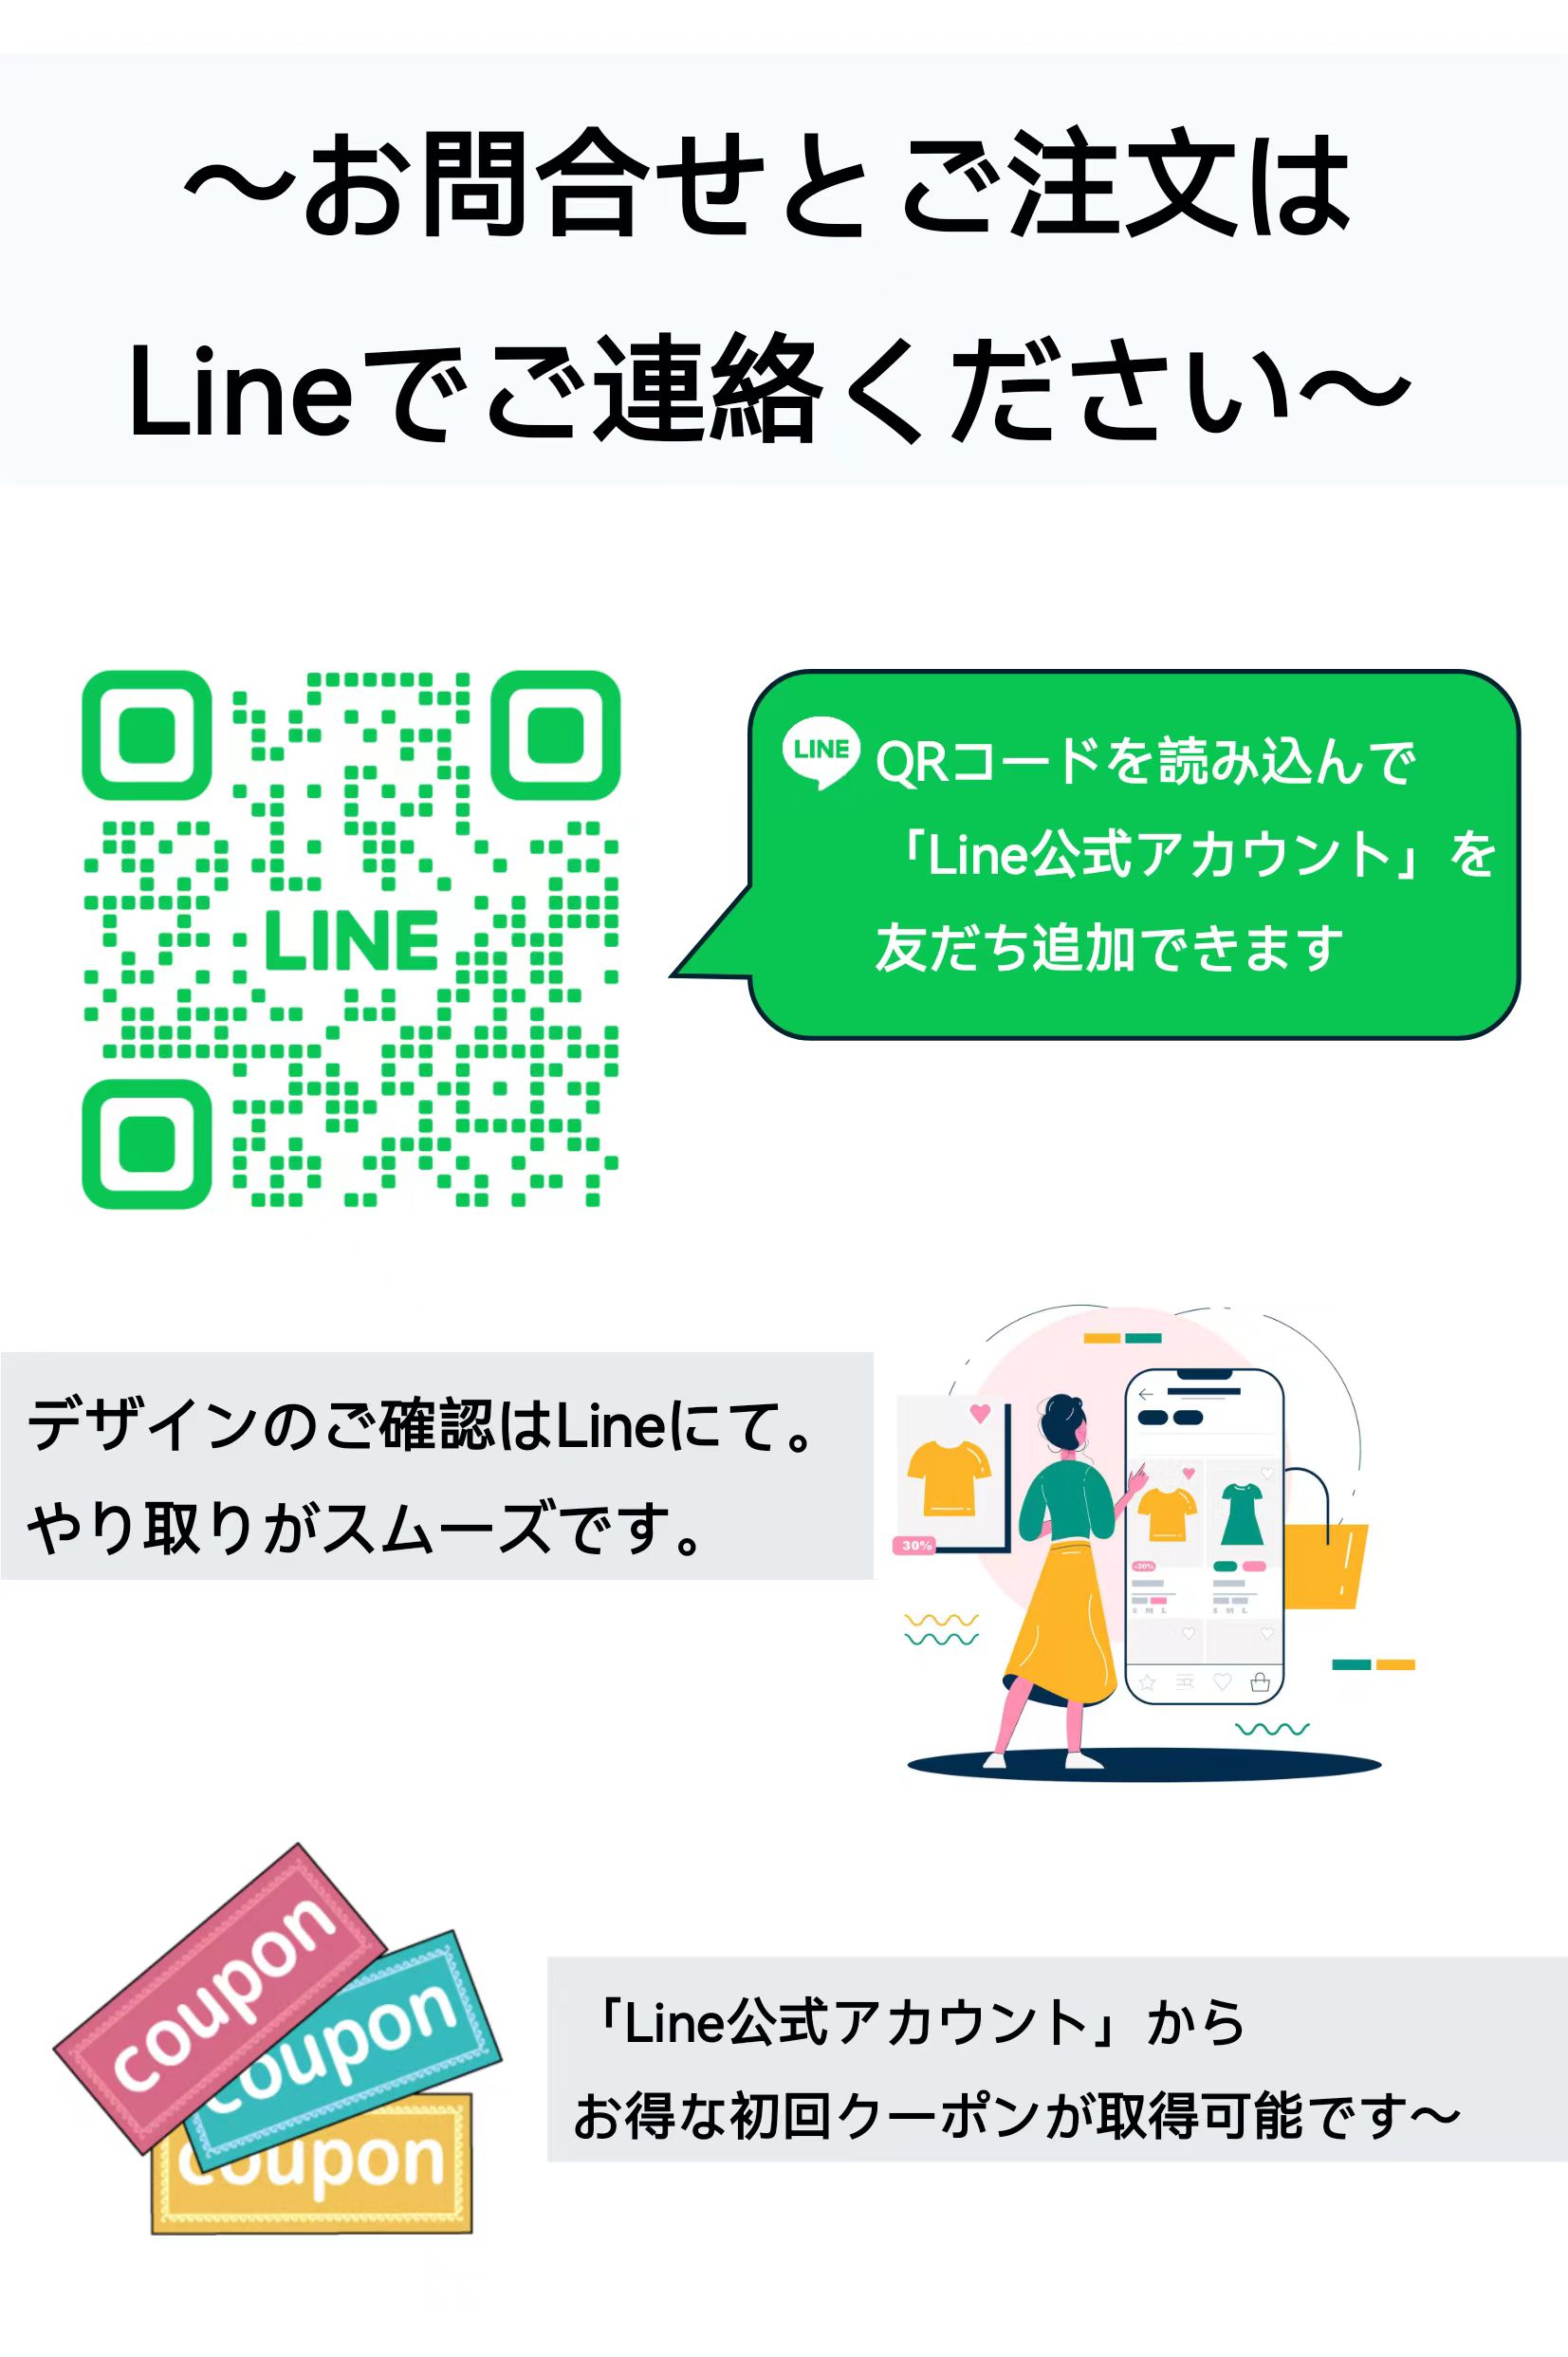 ～お問合せとご注文は
Lineでご連絡ください～
LINE
LINE
QRコードを読み込んで
「Line公式アカウント」を
友だち追加できます
デザインのご確認はLineにて。
やり取りがスムーズです。
30%
-30%
S M L
S M L
coupon
coupon
coupon
「Line公式アカウント」から
お得な初回クーポンが取得可能です～